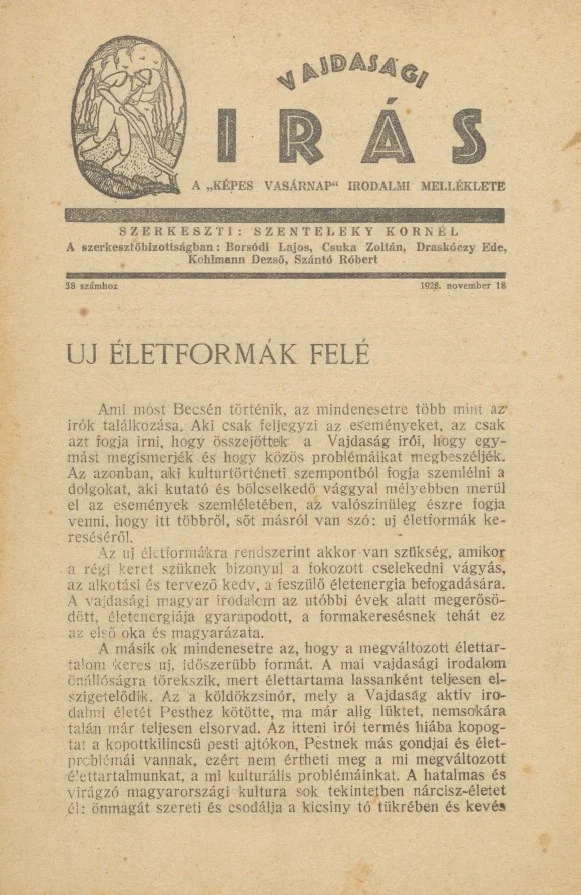 VAJDASÁGI
IRÁS
A „KÉPES VASÁRNAP“ IRODALMI MELLÉKLETE
SZERKESZTI: SZENTELEKY KORNÉL
A szerkesztőbizottságban: Borsódi Lajos, Csuka Zoltán, Draskóczy Ede,
Kohlmann Dezső, Szántó Róbert
38 számhoz
1928. november 18
UJ ÉLETFORMÁK FELÉ
Ami most Becsén történik, az mindenesetre több mint az
irók találkozása. Aki csak feljegyzi az eseményeket, az csak
azt fogja irni, hogy összejöttek a Vajdaság irói, hogy egy-
mást megismerjék és hogy közös problémáikat megbeszéljék.
Az azonban, aki kulturtörténeti szempontból fogja szemlélni a
dolgokat, aki kutató és bölcselkedő vággyal mélyebben merül
el az események szemléletében, az valószinüleg észre fogja
venni, hogy itt többről, sőt másról van szó: uj életformák ke-
reséséről.
Az uj életformákra rendszerint akkor van szükség, amikor
a régi keret szüknek bizonyul a fokozott cselekedni vágyás,
az alkotási és tervező kedv, a feszülő életenergia befogadására.
A vajdasági magyar irodalom az utóbbi évek alatt megerősö-
dött, életenergiája gyarapodott, a formakeresésnek tehát ez
az első oka és magyarázata.
A másik ok mindenesetre az, hogy a megváltozott élettar-
talom keres uj, időszerübb formát. A mai vajdasági irodalom
önállóságra törekszik, mert élettartama lassanként teljesen el-
szigetelődik. Az a köldökzsinór, mely a Vajdaság aktiv iro-
dalmi életét Pesthez kötötte, ma már alig lüktet, nemsokára
talán már teljesen elsorvad. Az itteni irói termés hiába kopog-
tat a kopottkilincsü pesti ajtókon, Pestnek más gondjai és élet-
problémái vannak, ezért nem értheti meg a mi megváltozott
élettartalmunkat, a mi kulturális problémáinkat. A hatalmas és
virágzó magyarországi kultura sok tekintetben nárcisz-életet
él: önmagát szereti és csodálja a kicsiny tó tükrében és kevés